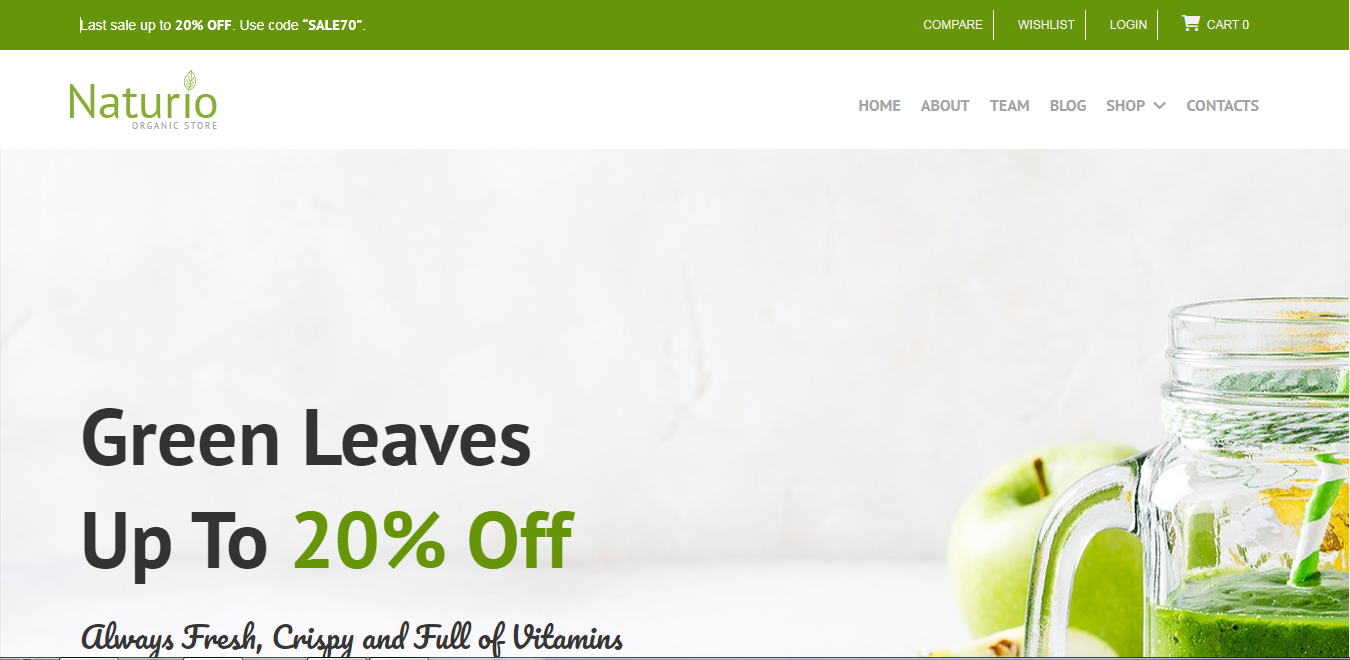 Last sale up to 20% OFF. Use code “SALE70”.
COMPARE WISHLIST LOGIN CART 0
Naturio
ORGANIC STORE
HOME ABOUT TEAM BLOG SHOP CONTACTS
Green Leaves
Up To 20% Off
Always Fresh, Crispy and Full of Vitamins